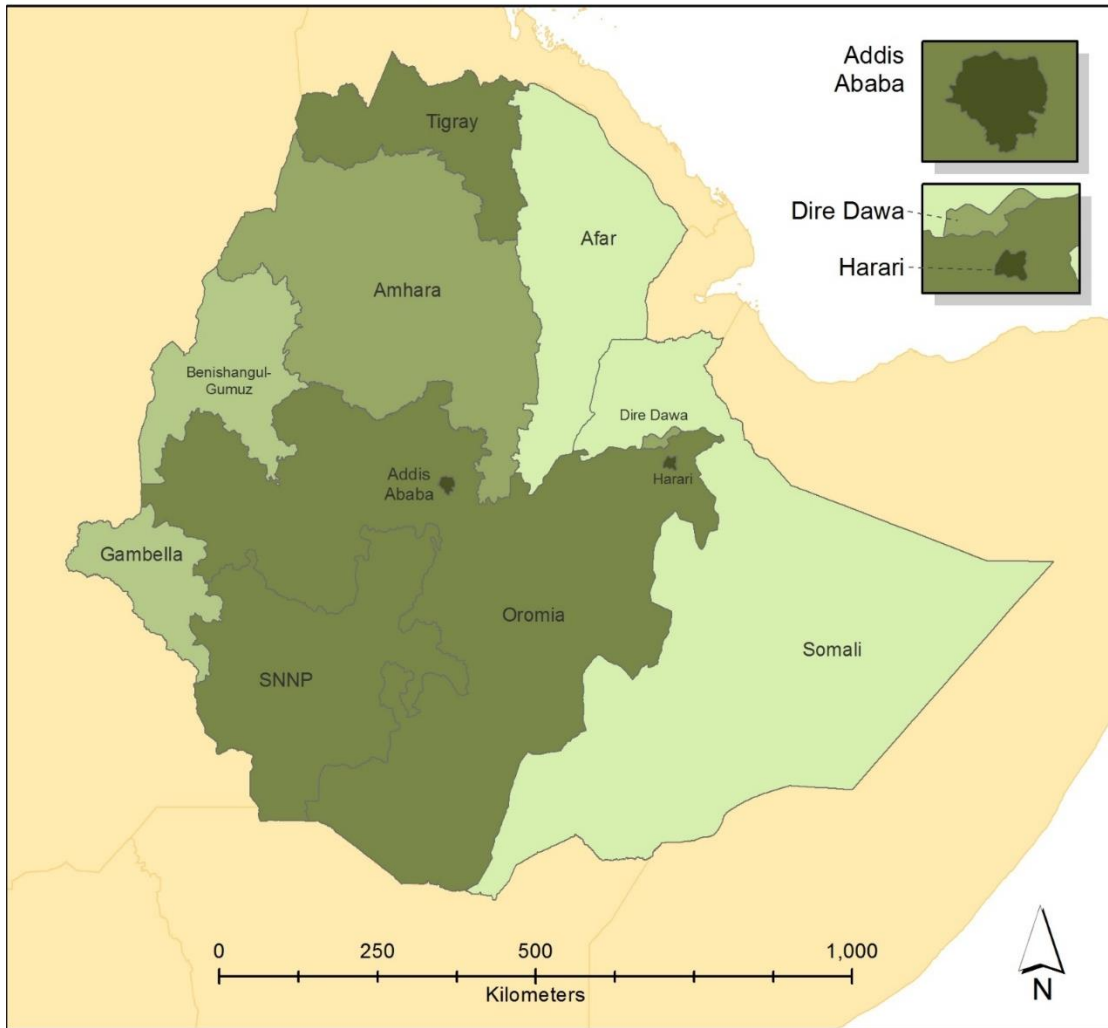 Addis
Ababa
Tigray
Dire Dawa
Afar
Harari
Amhara
Benishangul-
Gumuz
Dire Dawa
Addis
Ababa
Harari
Gambella
Oromia
Somali
SNNP
0 250 500 1,000
Kilometers
N